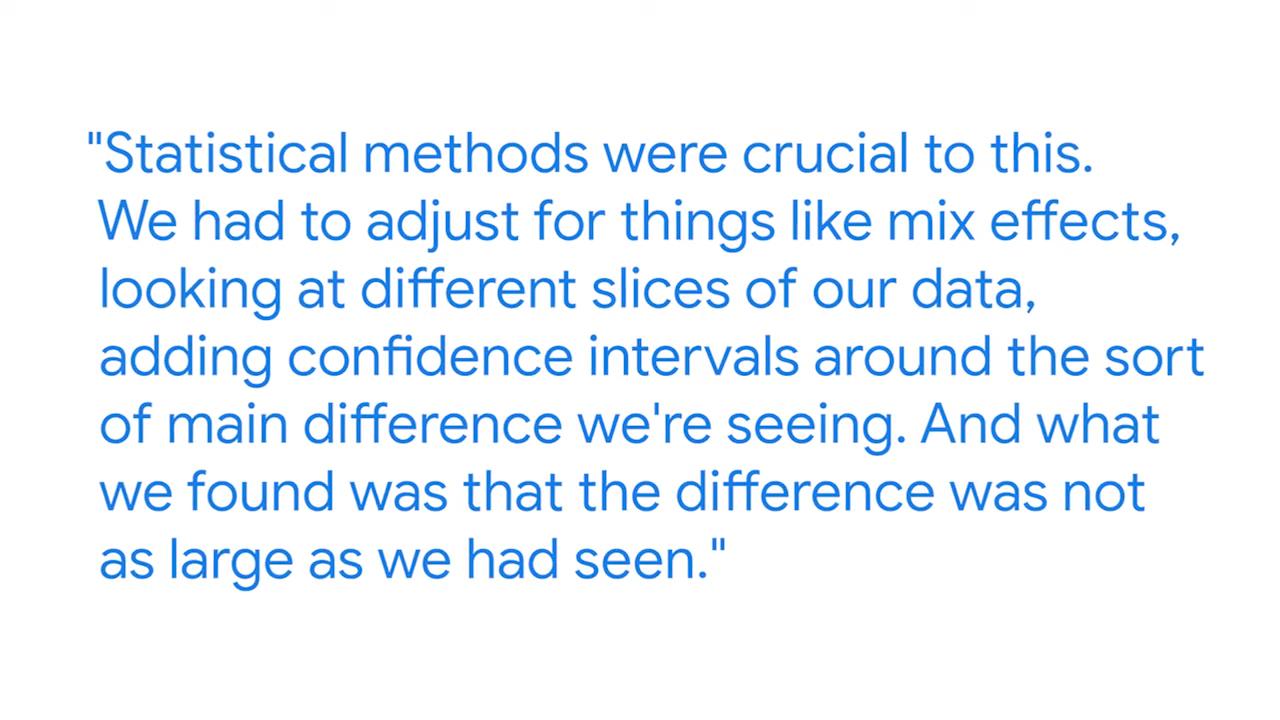 "Statistical methods were crucial to this.
We had to adjust for things like mix effects,
looking at different slices of our data,
adding confidence intervals around the sort
of main difference we're seeing. And what
we found was that the difference was not
as large as we had seen."